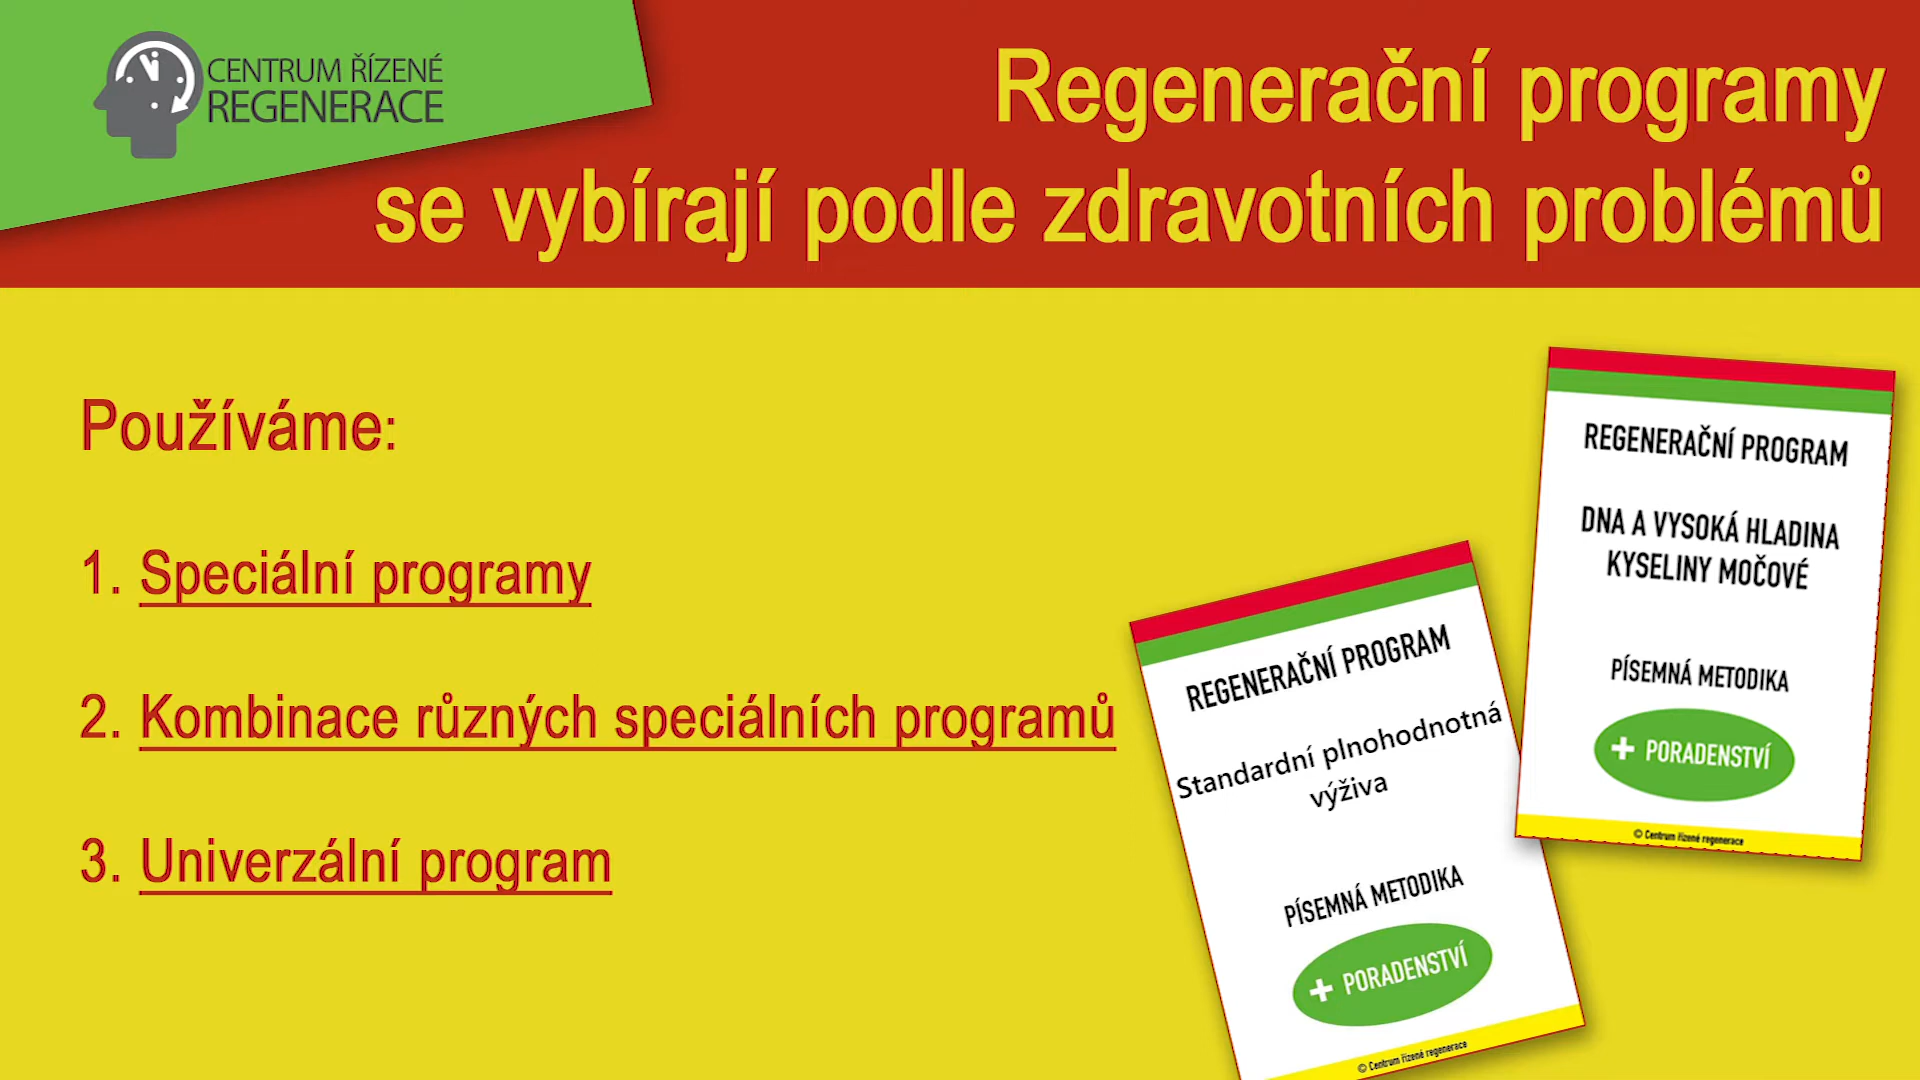 CENTRUM ŘÍZENÉ
REGENERACE
Regenerační programy
se vybírají podle zdravotních problémů
Používáme:
1. Speciální programy
2. Kombinace různých speciálních programů
3. Univerzální program
REGENERAČNÍ PROGRAM
Standardní plnohodnotná
výživa
PÍSEMNÁ METODIKA
+ PORADENSTVÍ
© Centrum řízené regenerace
REGENERAČNÍ PROGRAM
DNA A VYSOKÁ HLADINA
KYSELINY MOČOVÉ
PÍSEMNÁ METODIKA
+ PORADENSTVÍ
© Centrum řízené regenerace